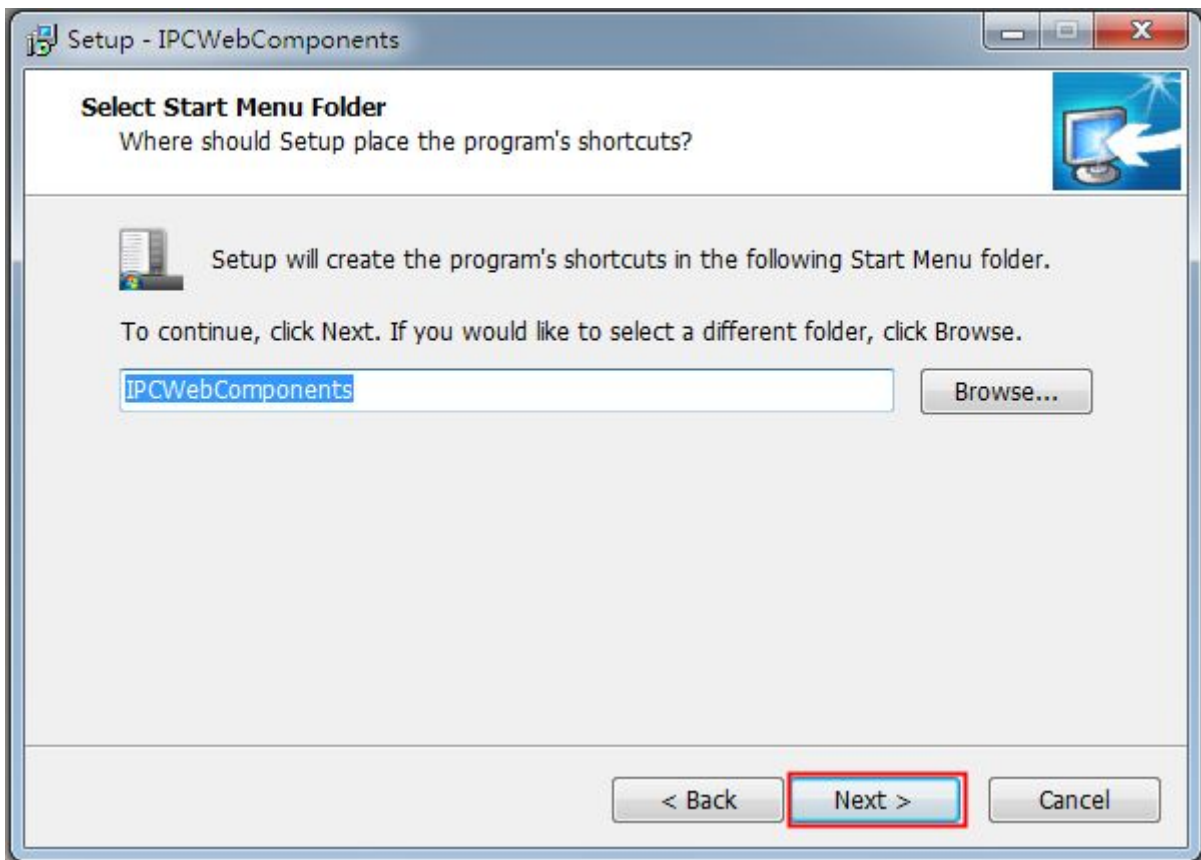 Setup - IPCWebComponents
Select Start Menu Folder
Where should Setup place the program's shortcuts?
Setup will create the program's shortcuts in the following Start Menu folder.
To continue, click Next. If you would like to select a different folder, click Browse.
IPCWebComponents
Browse...
< Back
Next >
Cancel